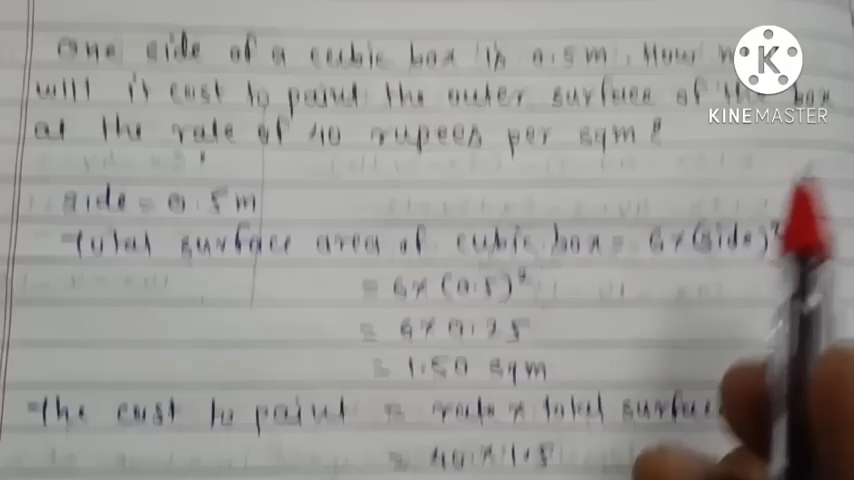 One side of a cubic box is 0.5m. How
will it cost to paint the outer surface of the box
at the rate of 40 rupees per sqm?
side = 0.5m
Total surface area of cubic box = 6×(side)²
= 6×(0.5)²
= 6×0.25
= 1.50 sqm
The cost to paint = rate × total surface
= 40 × 1.5
K
KINEMASTER